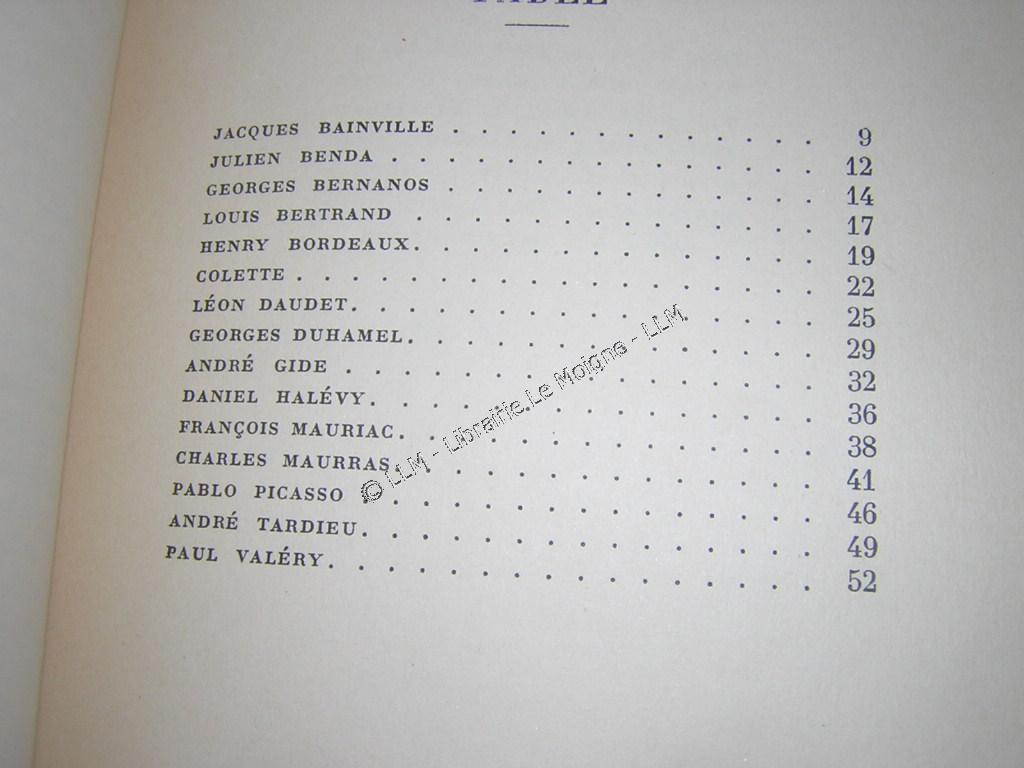 TABLE
JACQUES BAINVILLE . . . . . . . . . . . . . 9
JULIEN BENDA . . . . . . . . . . . . . . . 12
GEORGES BERNANOS . . . . . . . . . . . . . 14
LOUIS BERTRAND . . . . . . . . . . . . . . 17
HENRY BORDEAUX. . . . . . . . . . . . . . 19
COLETTE . . . . . . . . . . . . . . . . . . 22
LÉON DAUDET. . . . . . . . . . . . . . . . 25
GEORGES DUHAMEL. . . . . . . . . . . . . . 29
ANDRÉ GIDE . . . . . . . . . . . . . . . . 32
DANIEL HALÉVY. . . . . . . . . . . . . . . 36
FRANÇOIS MAURIAC. . . . . . . . . . . . . . 38
CHARLES MAURRAS. . . . . . . . . . . . . . 41
PABLO PICASSO . . . . . . . . . . . . . . . 46
ANDRÉ TARDIEU. . . . . . . . . . . . . . . 49
PAUL VALÉRY. . . . . . . . . . . . . . . . 52
© LLM - Librairie Le Moigne - LLM